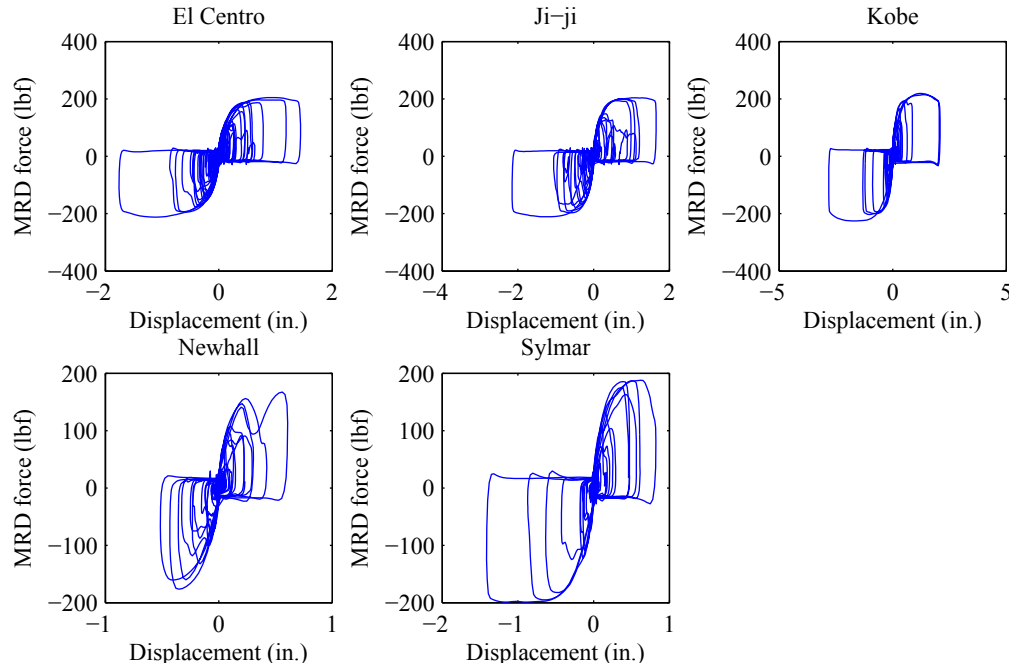 El Centro
400
200
0
−200
−400
MRD force (lbf)
−2
0
2
Displacement (in.)
Ji−ji
400
200
0
−200
−400
MRD force (lbf)
−4
−2
0
2
Displacement (in.)
Kobe
400
200
0
−200
−400
MRD force (lbf)
−5
0
5
Displacement (in.)
Newhall
200
100
0
−100
−200
MRD force (lbf)
−1
0
1
Displacement (in.)
Sylmar
200
100
0
−100
−200
MRD force (lbf)
−2
−1
0
1
Displacement (in.)